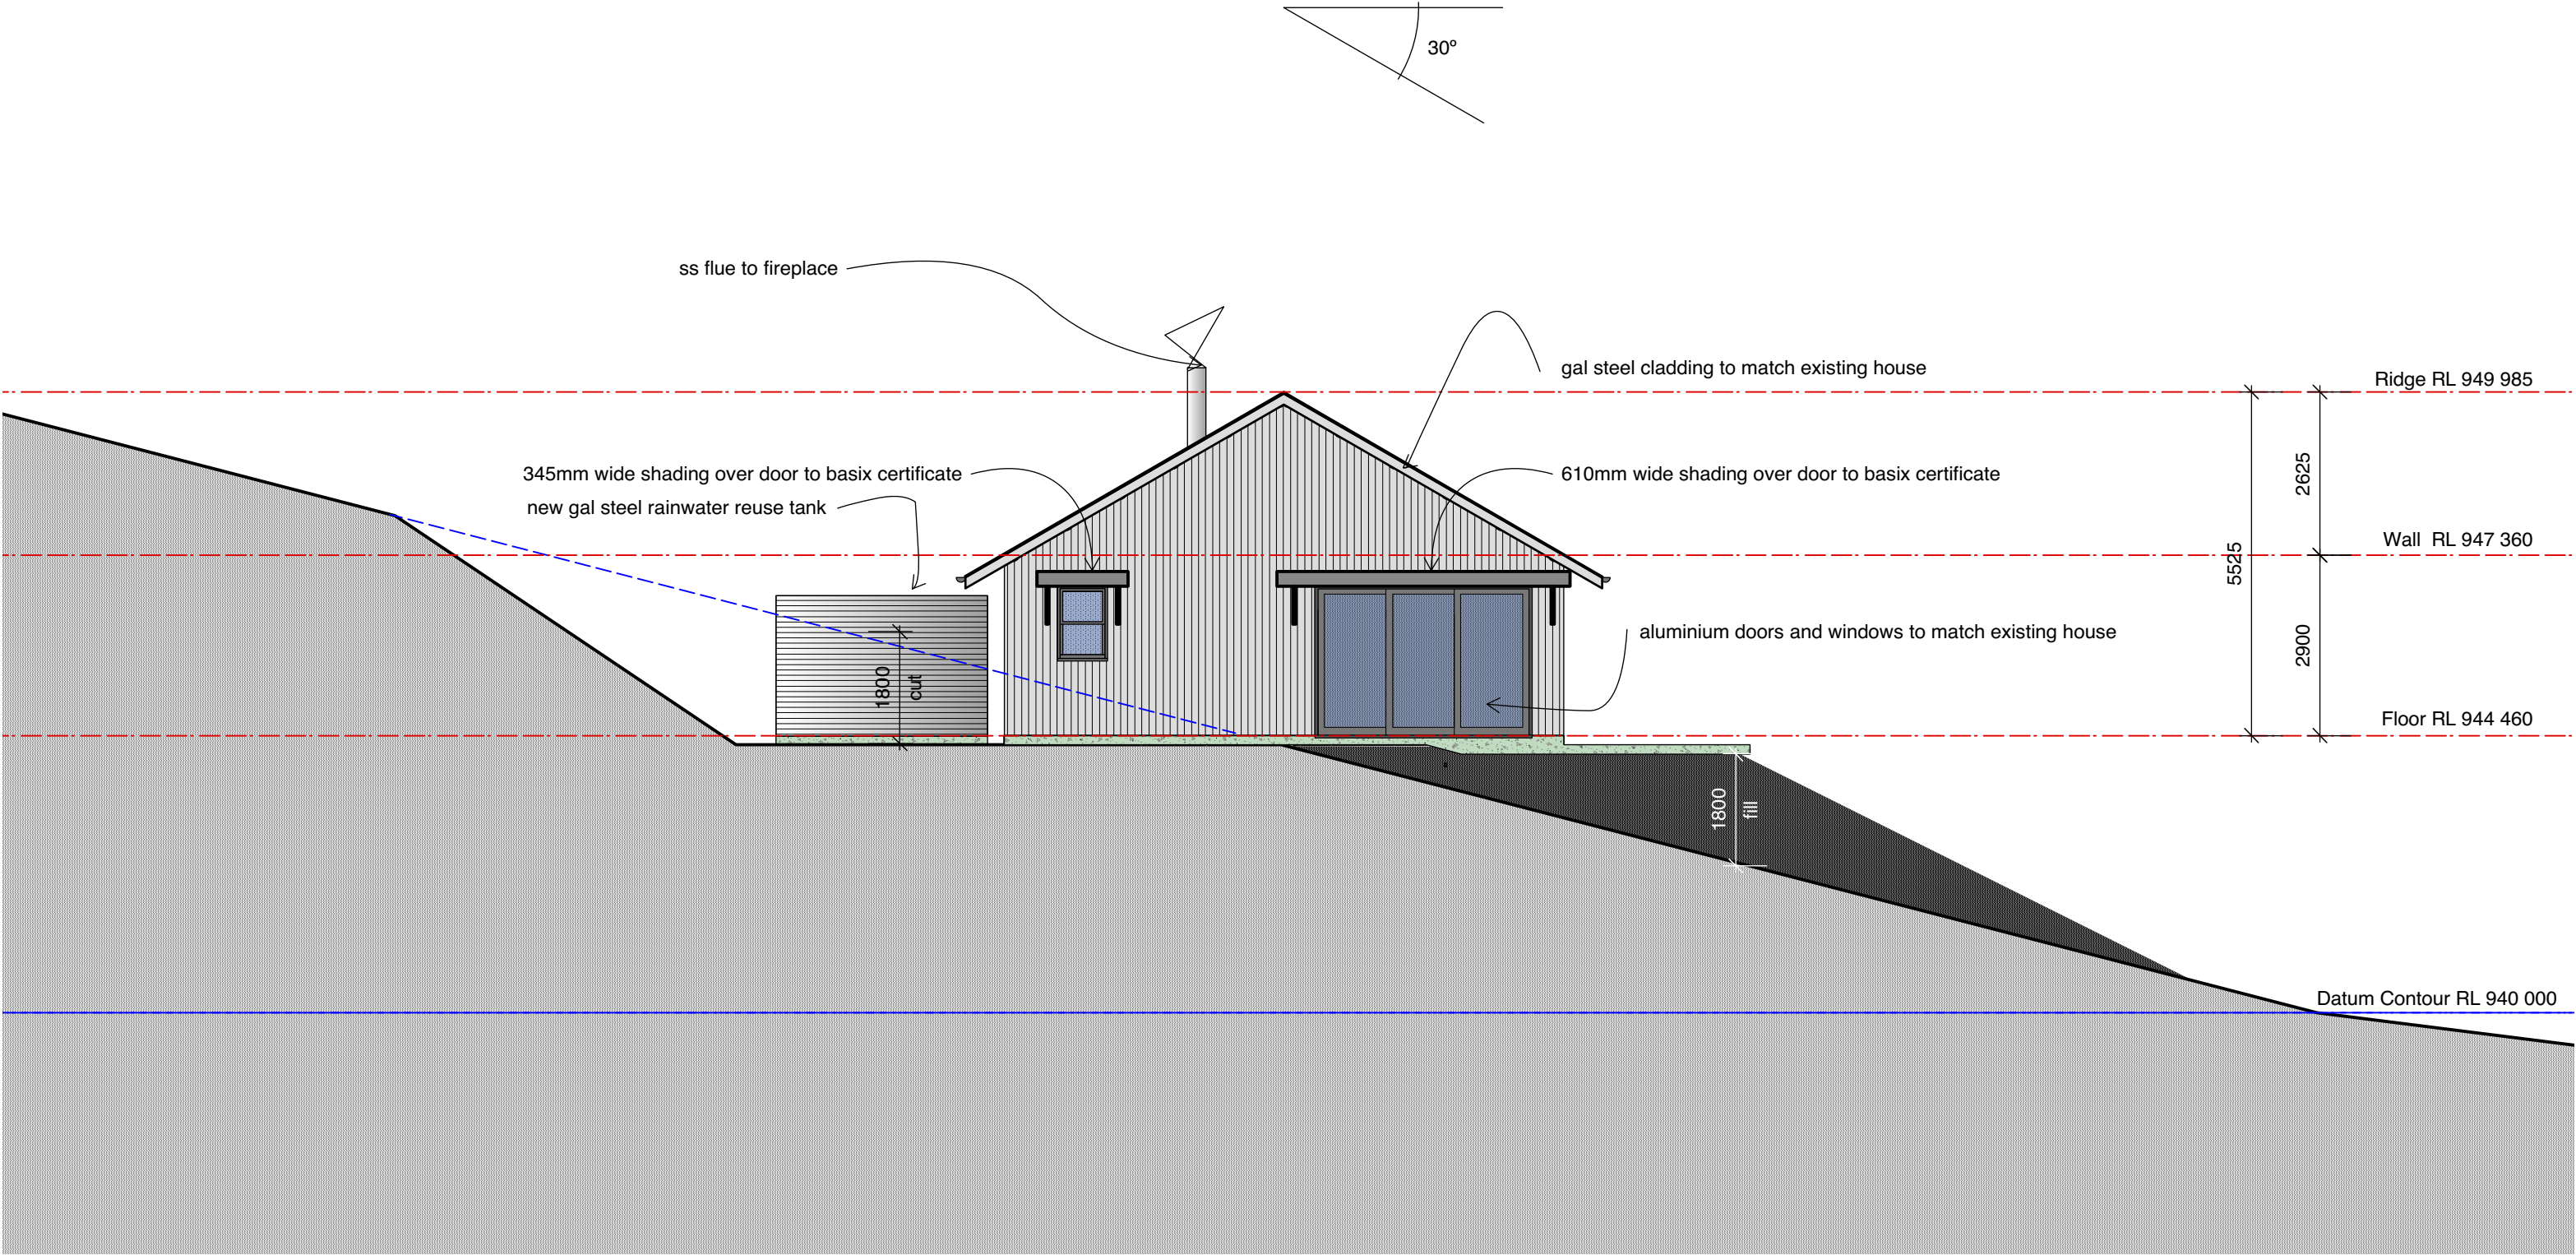 30º
ss flue to fireplace
gal steel cladding to match existing house
Ridge RL 949 985
345mm wide shading over door to basix certificate
610mm wide shading over door to basix certificate
2625
new gal steel rainwater reuse tank
Wall  RL 947 360
5525
aluminium doors and windows to match existing house
2900
1800
cut
Floor RL 944 460
1800
fill
Datum Contour RL 940 000